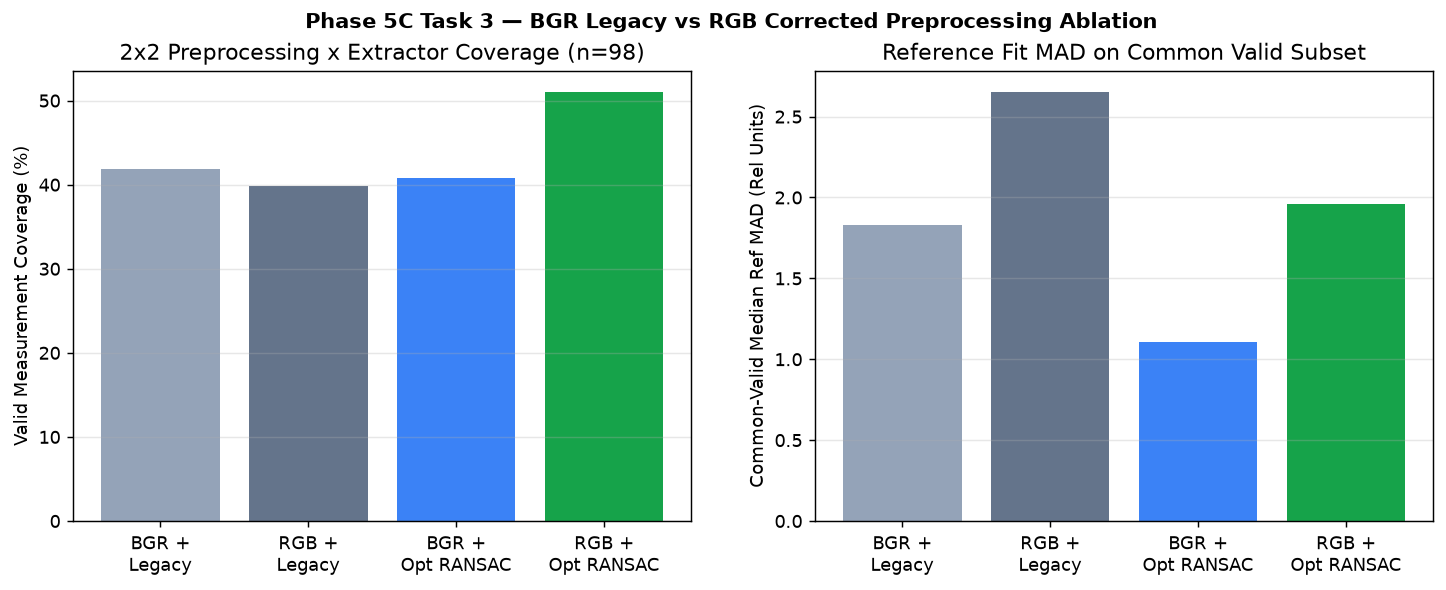 Phase 5C Task 3 — BGR Legacy vs RGB Corrected Preprocessing Ablation
2x2 Preprocessing x Extractor Coverage (n=98)
Valid Measurement Coverage (%)
50
40
30
20
10
0
BGR +
Legacy
RGB +
Legacy
BGR +
Opt RANSAC
RGB +
Opt RANSAC
Reference Fit MAD on Common Valid Subset
Common-Valid Median Ref MAD (Rel Units)
2.5
2.0
1.5
1.0
0.5
0.0
BGR +
Legacy
RGB +
Legacy
BGR +
Opt RANSAC
RGB +
Opt RANSAC